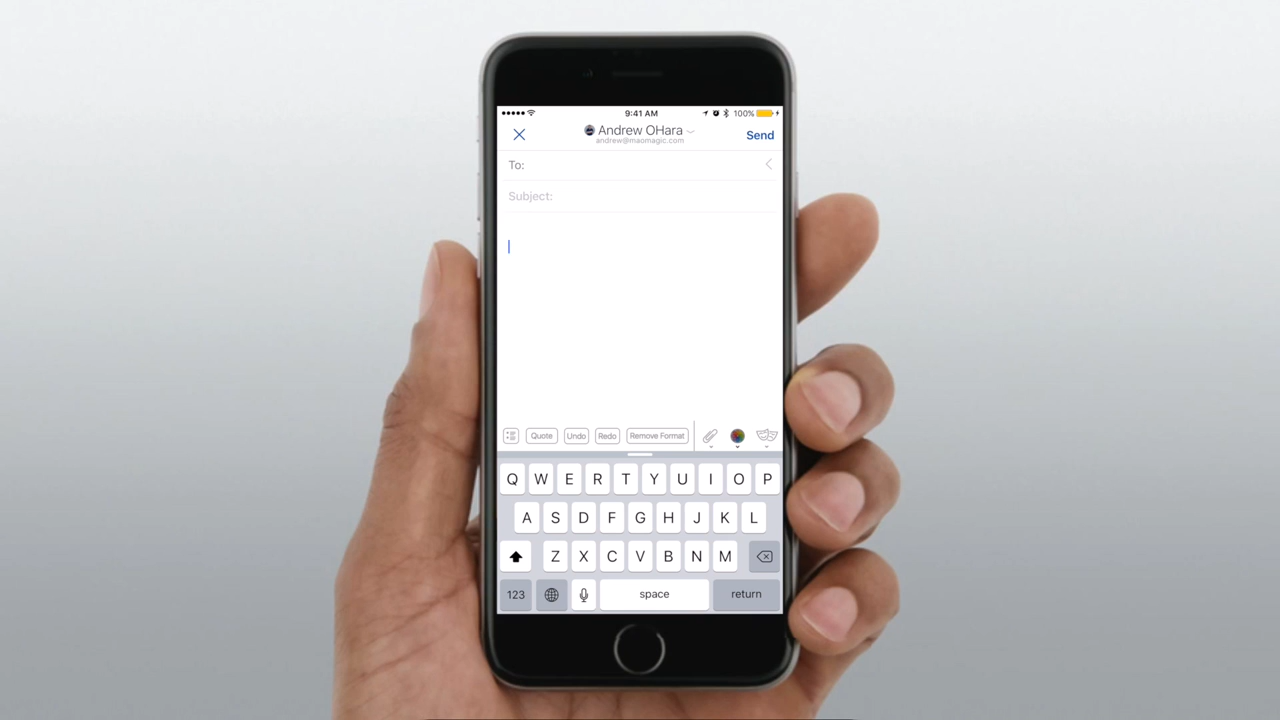 9:41 AM 100%
Andrew OHara
andrew@maomagic.com
Send
To:
Subject:
Quote Undo Redo Remove Format
Q W E R T Y U I O P
A S D F G H J K L
Z X C V B N M
123 space return